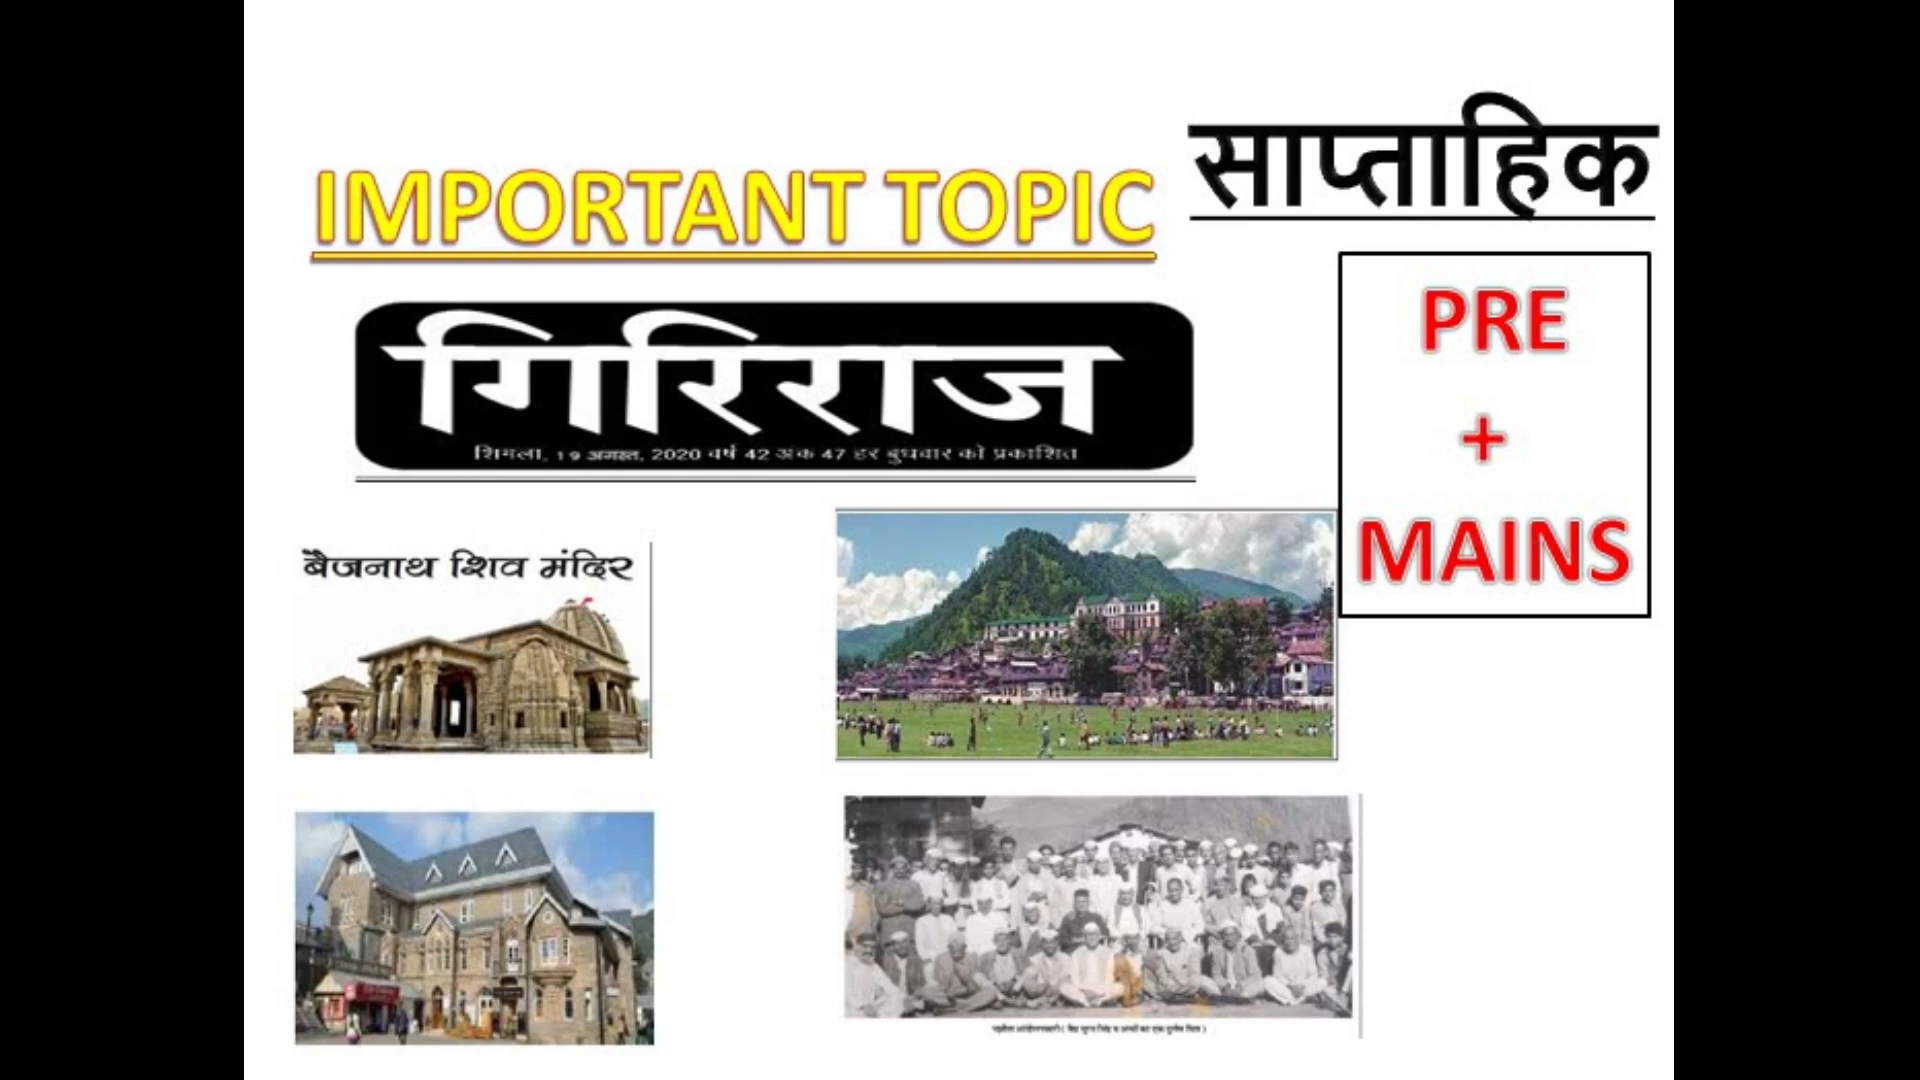 साप्ताहिक
IMPORTANT TOPIC
PRE
+
MAINS
गिरिराज
शिमला, 19 अगस्त, 2020 वर्ष 42 अंक 47 हर बुधवार को प्रकाशित
बैजनाथ शिव मंदिर